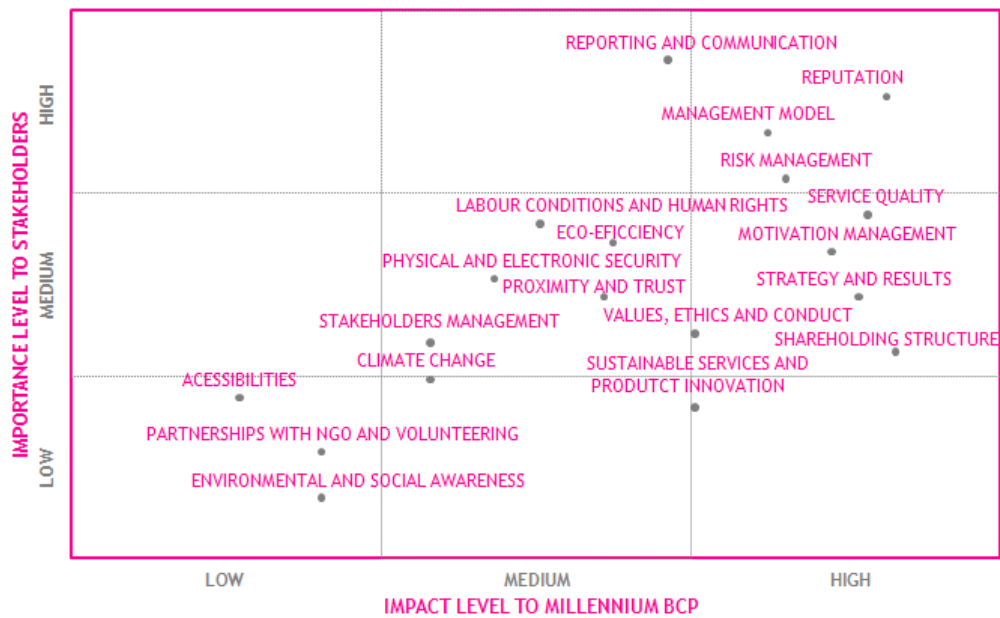 REPORTING AND COMMUNICATION
REPUTATION
MANAGEMENT MODEL
RISK MANAGEMENT
SERVICE QUALITY
LABOUR CONDITIONS AND HUMAN RIGHTS
ECO-EFICCIENCY
MOTIVATION MANAGEMENT
PHYSICAL AND ELECTRONIC SECURITY
STRATEGY AND RESULTS
PROXIMITY AND TRUST
VALUES, ETHICS AND CONDUCT
STAKEHOLDERS MANAGEMENT
SHAREHOLDING STRUCTURE
CLIMATE CHANGE
SUSTAINABLE SERVICES AND
PRODUTCT INNOVATION
ACESSIBILITIES
PARTNERSHIPS WITH NGO AND VOLUNTEERING
ENVIRONMENTAL AND SOCIAL AWARENESS
IMPORTANCE LEVEL TO STAKEHOLDERS
HIGH
MEDIUM
LOW
LOW
MEDIUM
HIGH
IMPACT LEVEL TO MILLENNIUM BCP